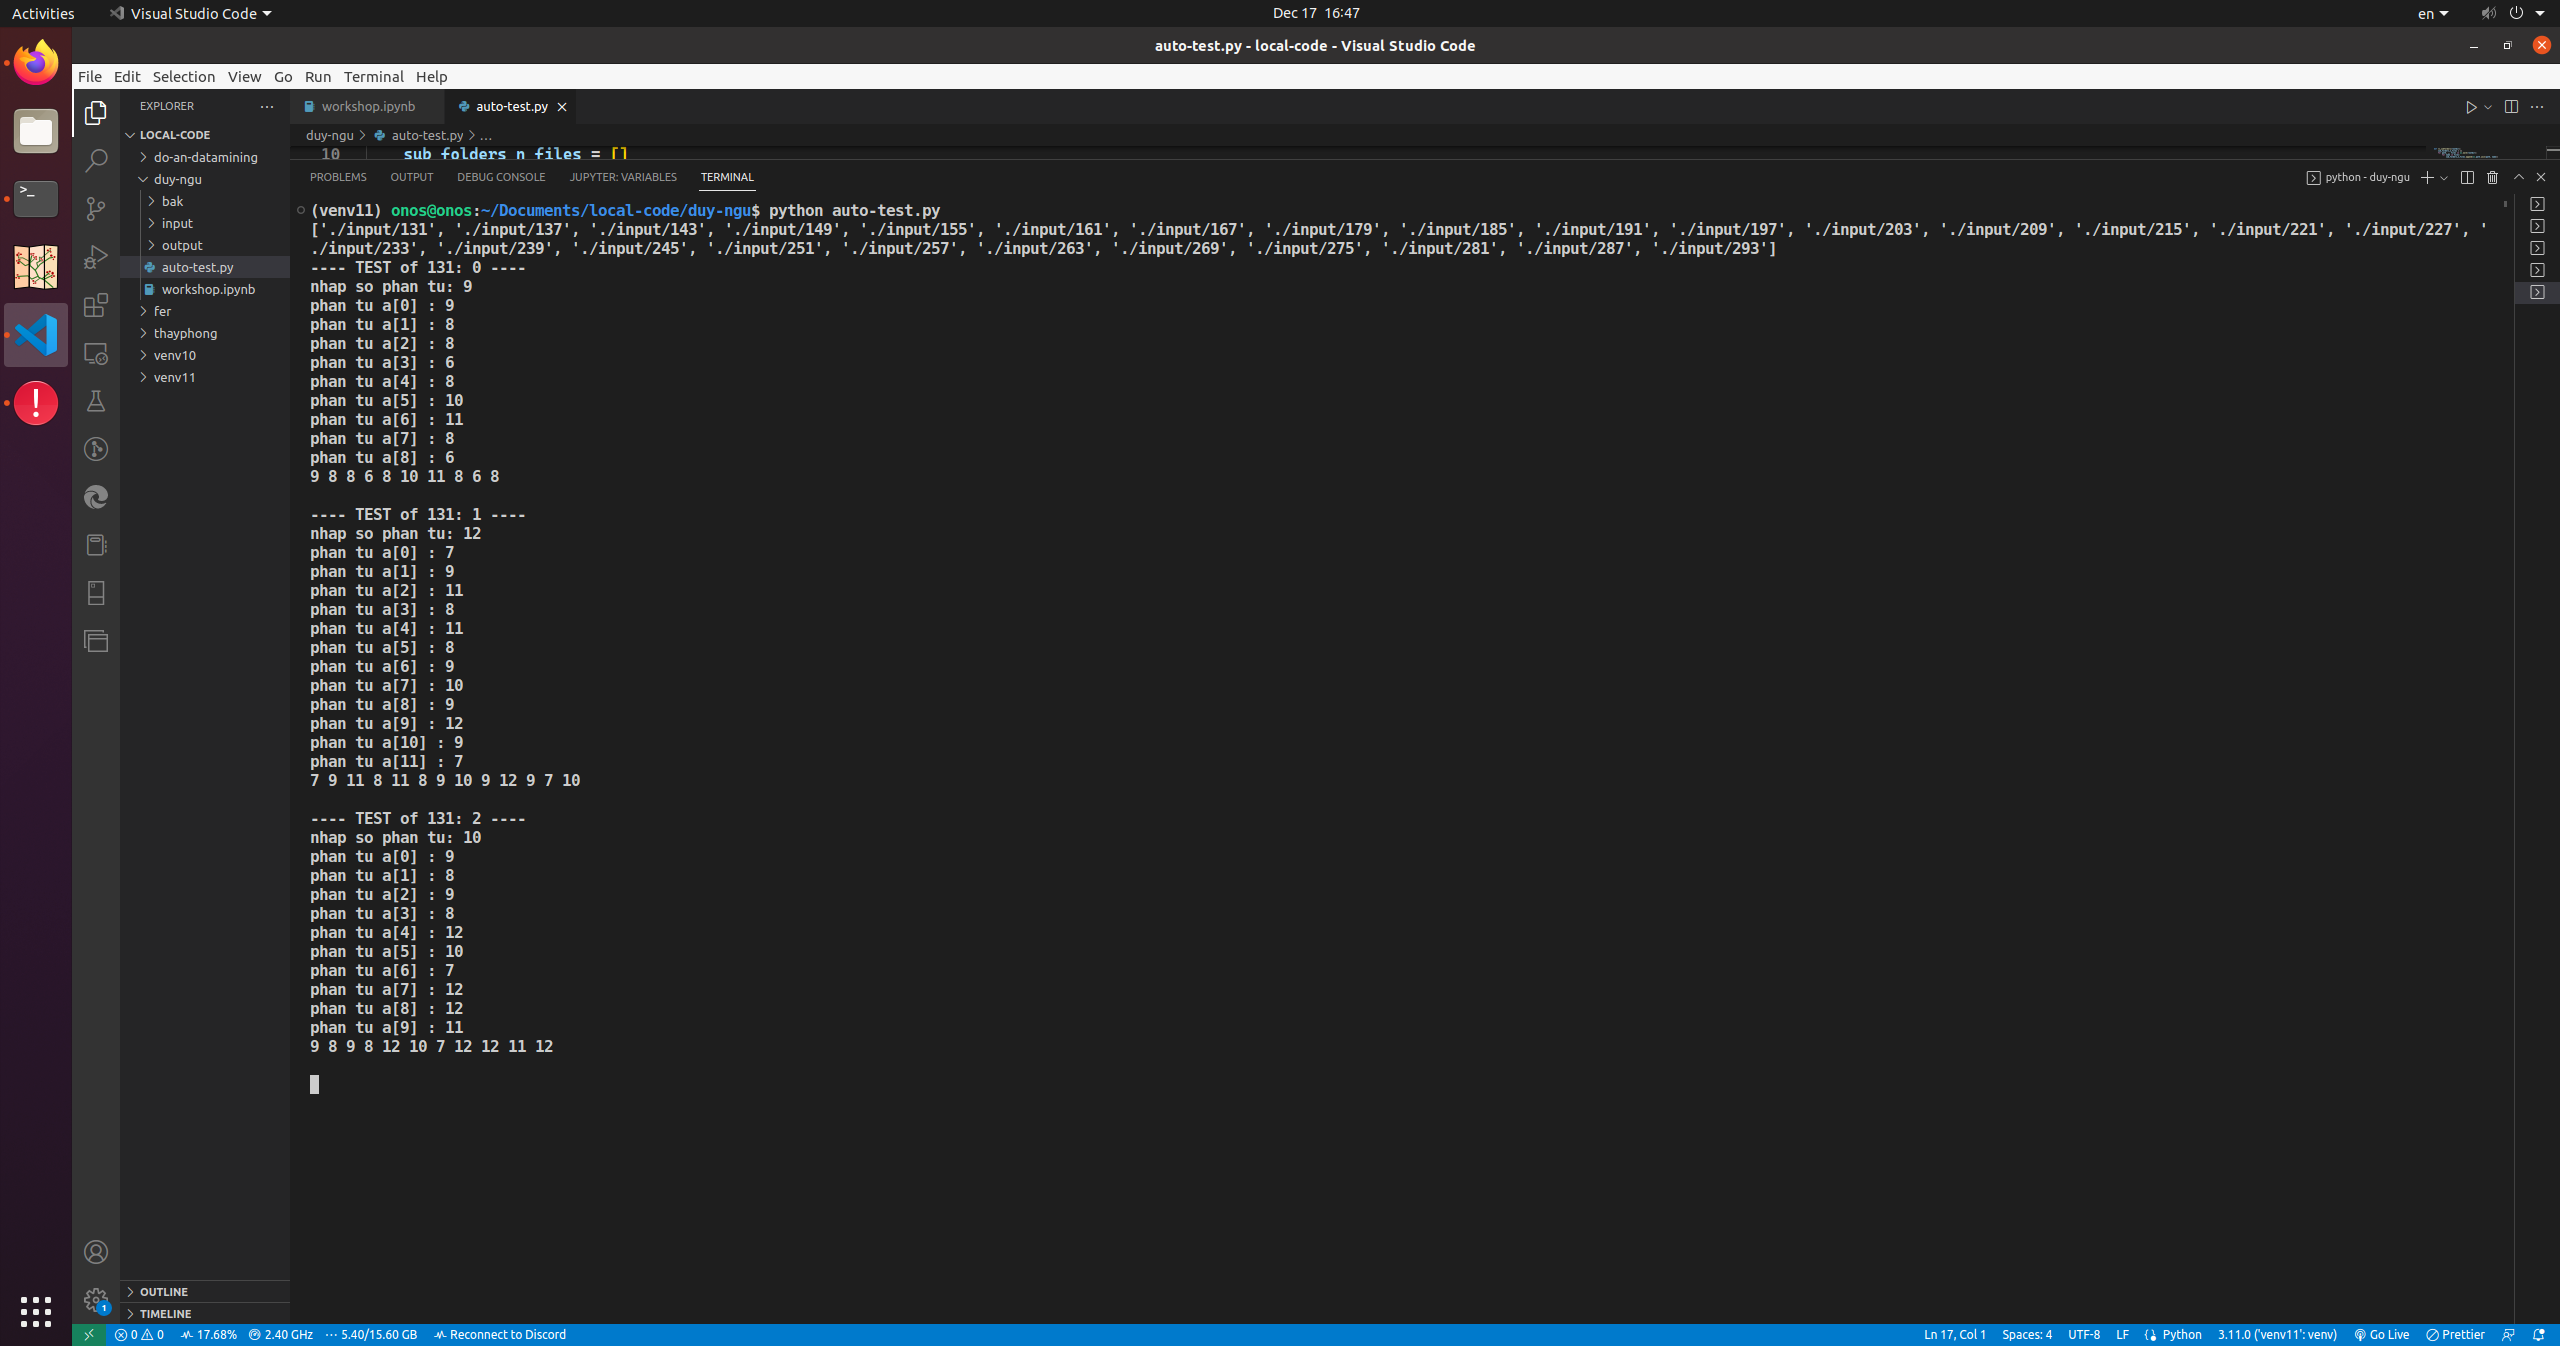 Activities Visual Studio Code Dec 17 16:47 en
auto-test.py - local-code - Visual Studio Code
File Edit Selection View Go Run Terminal Help
EXPLORER
LOCAL-CODE
do-an-datamining
duy-ngu
bak
input
output
auto-test.py
workshop.ipynb
fer
thayphong
venv10
venv11
OUTLINE
TIMELINE
workshop.ipynb auto-test.py
duy-ngu > auto-test.py > ...
10 sub_folders_n_files = []
PROBLEMS OUTPUT DEBUG CONSOLE JUPYTER: VARIABLES TERMINAL python - duy-ngu
(venv11) onos@onos:~/Documents/local-code/duy-ngu$ python auto-test.py
['./input/131', './input/137', './input/143', './input/149', './input/155', './input/161', './input/167', './input/179', './input/185', './input/191', './input/197', './input/203', './input/209', './input/215', './input/221', './input/227', '
./input/233', './input/239', './input/245', './input/251', './input/257', './input/263', './input/269', './input/275', './input/281', './input/287', './input/293']
---- TEST of 131: 0 ----
nhap so phan tu: 9
phan tu a[0] : 9
phan tu a[1] : 8
phan tu a[2] : 8
phan tu a[3] : 6
phan tu a[4] : 8
phan tu a[5] : 10
phan tu a[6] : 11
phan tu a[7] : 8
phan tu a[8] : 6
9 8 8 6 8 10 11 8 6 8
---- TEST of 131: 1 ----
nhap so phan tu: 12
phan tu a[0] : 7
phan tu a[1] : 9
phan tu a[2] : 11
phan tu a[3] : 8
phan tu a[4] : 11
phan tu a[5] : 8
phan tu a[6] : 9
phan tu a[7] : 10
phan tu a[8] : 9
phan tu a[9] : 12
phan tu a[10] : 9
phan tu a[11] : 7
7 9 11 8 11 8 9 10 9 12 9 7 10
---- TEST of 131: 2 ----
nhap so phan tu: 10
phan tu a[0] : 9
phan tu a[1] : 8
phan tu a[2] : 9
phan tu a[3] : 8
phan tu a[4] : 12
phan tu a[5] : 10
phan tu a[6] : 7
phan tu a[7] : 12
phan tu a[8] : 12
phan tu a[9] : 11
9 8 9 8 12 10 7 12 12 11 12
0 0 17.68% 2.40 GHz 5.40/15.60 GB Reconnect to Discord Ln 17, Col 1 Spaces: 4 UTF-8 LF Python 3.11.0 ('venv11': venv) Go Live Prettier